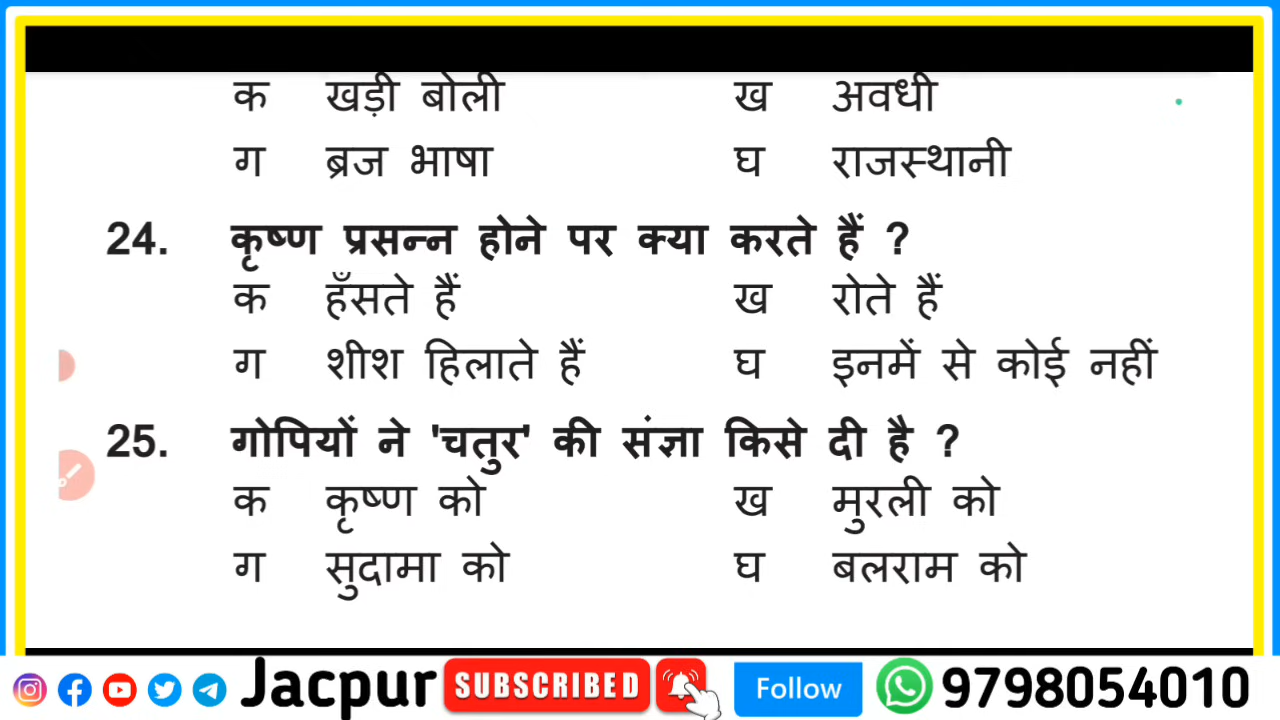 क खड़ी बोली ख अवधी
ग ब्रज भाषा घ राजस्थानी
24. कृष्ण प्रसन्न होने पर क्या करते हैं ?
क हँसते हैं ख रोते हैं
ग शीश हिलाते हैं घ इनमें से कोई नहीं
25. गोपियों ने 'चतुर' की संज्ञा किसे दी है ?
क कृष्ण को ख मुरली को
ग सुदामा को घ बलराम को
Jacpur SUBSCRIBED Follow 9798054010